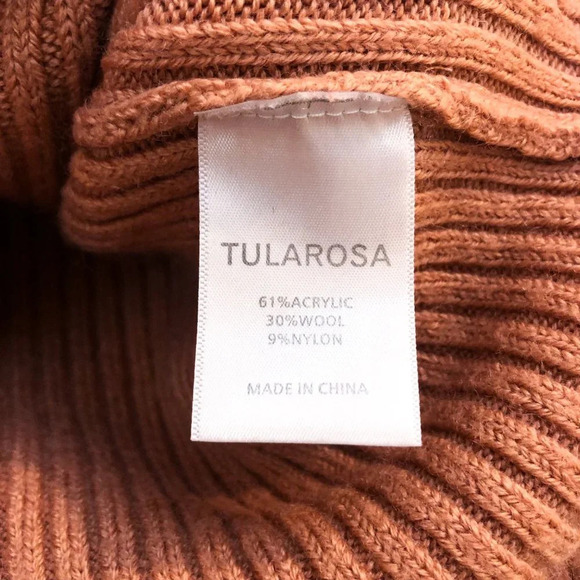 TULAROSA
61%ACRYLIC
30%WOOL
9%NYLON
MADE IN CHINA